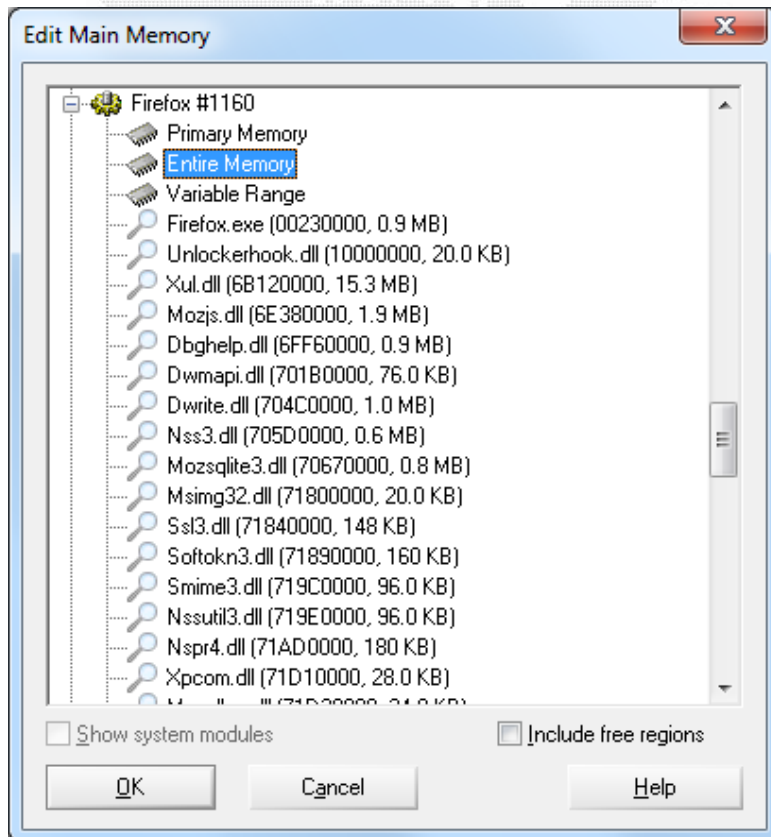 Edit Main Memory
Firefox #1160
Primary Memory
Entire Memory
Variable Range
Firefox.exe (00230000, 0.9 MB)
Unlockerhook.dll (10000000, 20.0 KB)
Xul.dll (6B120000, 15.3 MB)
Mozjs.dll (6E380000, 1.9 MB)
Dbghelp.dll (6FF60000, 0.9 MB)
Dwmapi.dll (701B0000, 76.0 KB)
Dwrite.dll (704C0000, 1.0 MB)
Nss3.dll (705D0000, 0.6 MB)
Mozsqlite3.dll (70670000, 0.8 MB)
Msimg32.dll (71800000, 20.0 KB)
Ssl3.dll (71840000, 148 KB)
Softokn3.dll (71890000, 160 KB)
Smime3.dll (719C0000, 96.0 KB)
Nssutil3.dll (719E0000, 96.0 KB)
Nspr4.dll (71AD0000, 180 KB)
Xpcom.dll (71D10000, 28.0 KB)
Show system modules Include free regions
OK Cancel Help